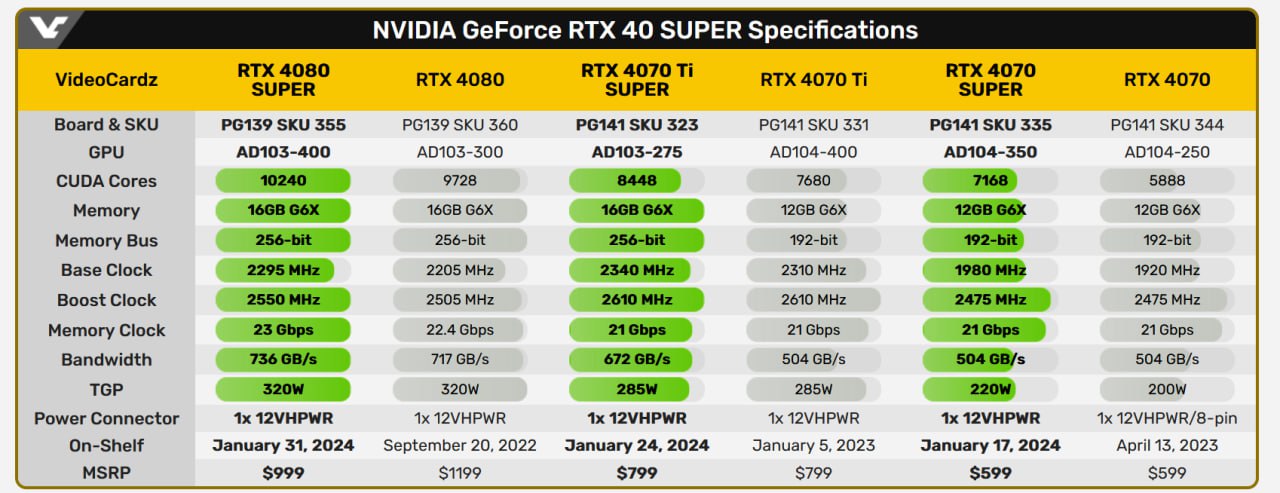 NVIDIA GeForce RTX 40 SUPER Specifications
VideoCardz RTX 4080 SUPER RTX 4080 RTX 4070 Ti SUPER RTX 4070 Ti RTX 4070 SUPER RTX 4070
Board & SKU PG139 SKU 355 PG139 SKU 360 PG141 SKU 323 PG141 SKU 331 PG141 SKU 335 PG141 SKU 344
GPU AD103-400 AD103-300 AD103-275 AD104-400 AD104-350 AD104-250
CUDA Cores 10240 9728 8448 7680 7168 5888
Memory 16GB G6X 16GB G6X 16GB G6X 12GB G6X 12GB G6X 12GB G6X
Memory Bus 256-bit 256-bit 256-bit 192-bit 192-bit 192-bit
Base Clock 2295 MHz 2205 MHz 2340 MHz 2310 MHz 1980 MHz 1920 MHz
Boost Clock 2550 MHz 2505 MHz 2610 MHz 2610 MHz 2475 MHz 2475 MHz
Memory Clock 23 Gbps 22.4 Gbps 21 Gbps 21 Gbps 21 Gbps 21 Gbps
Bandwidth 736 GB/s 717 GB/s 672 GB/s 504 GB/s 504 GB/s 504 GB/s
TGP 320W 320W 285W 285W 220W 200W
Power Connector 1x 12VHPWR 1x 12VHPWR 1x 12VHPWR 1x 12VHPWR 1x 12VHPWR 1x 12VHPWR/8-pin
On-Shelf January 31, 2024 September 20, 2022 January 24, 2024 January 5, 2023 January 17, 2024 April 13, 2023
MSRP $999 $1199 $799 $799 $599 $599